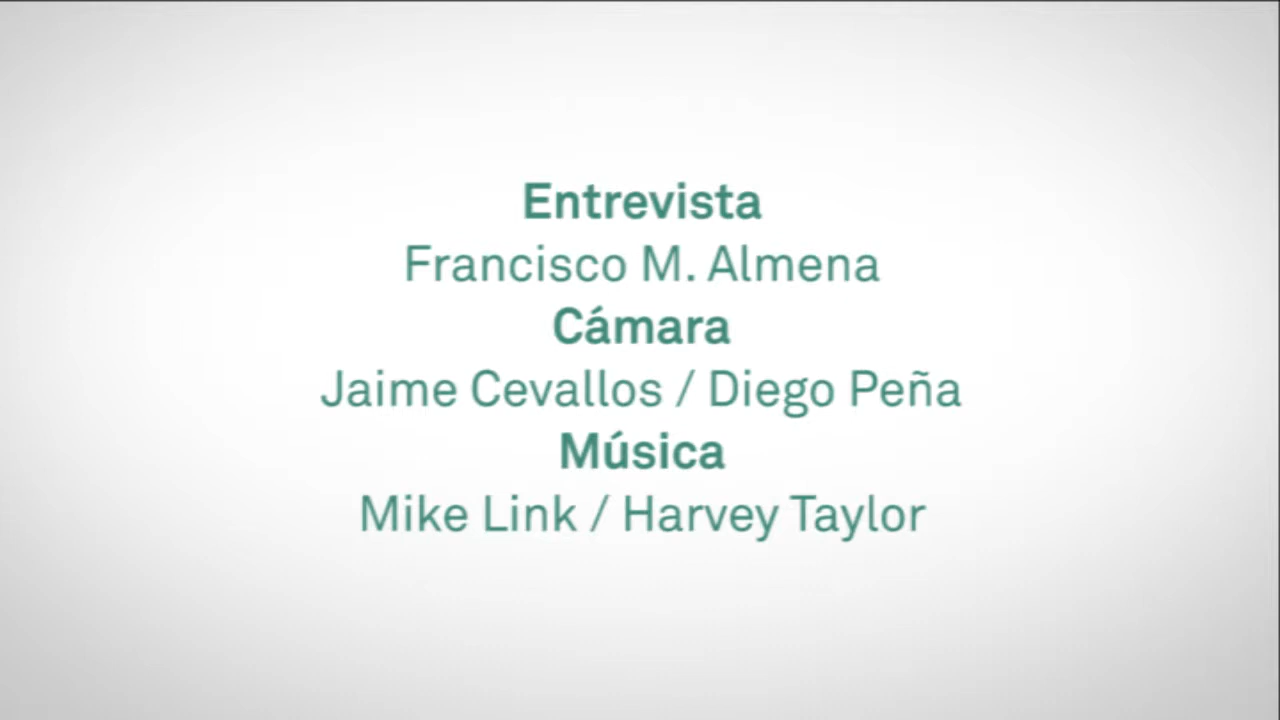 Entrevista
Francisco M. Almena
Cámara
Jaime Cevallos / Diego Peña
Música
Mike Link / Harvey Taylor